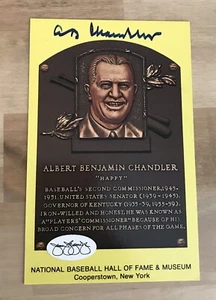 ALBERT BENJAMIN CHANDLER
"HAPPY"
BASEBALL'S SECOND COMMISSIONER, 1945-
1951. UNITED STATES SENATOR (1939-1945).
GOVERNOR OF KENTUCKY (1935-39, 1955-59).
IRON-WILLED AND HONEST, HE WAS KNOWN AS
A "PLAYERS' COMMISSIONER" BECAUSE OF HIS
BROAD CONCERN FOR ALL PHASES OF THE GAME.
NATIONAL BASEBALL HALL OF FAME & MUSEUM
Cooperstown, New York